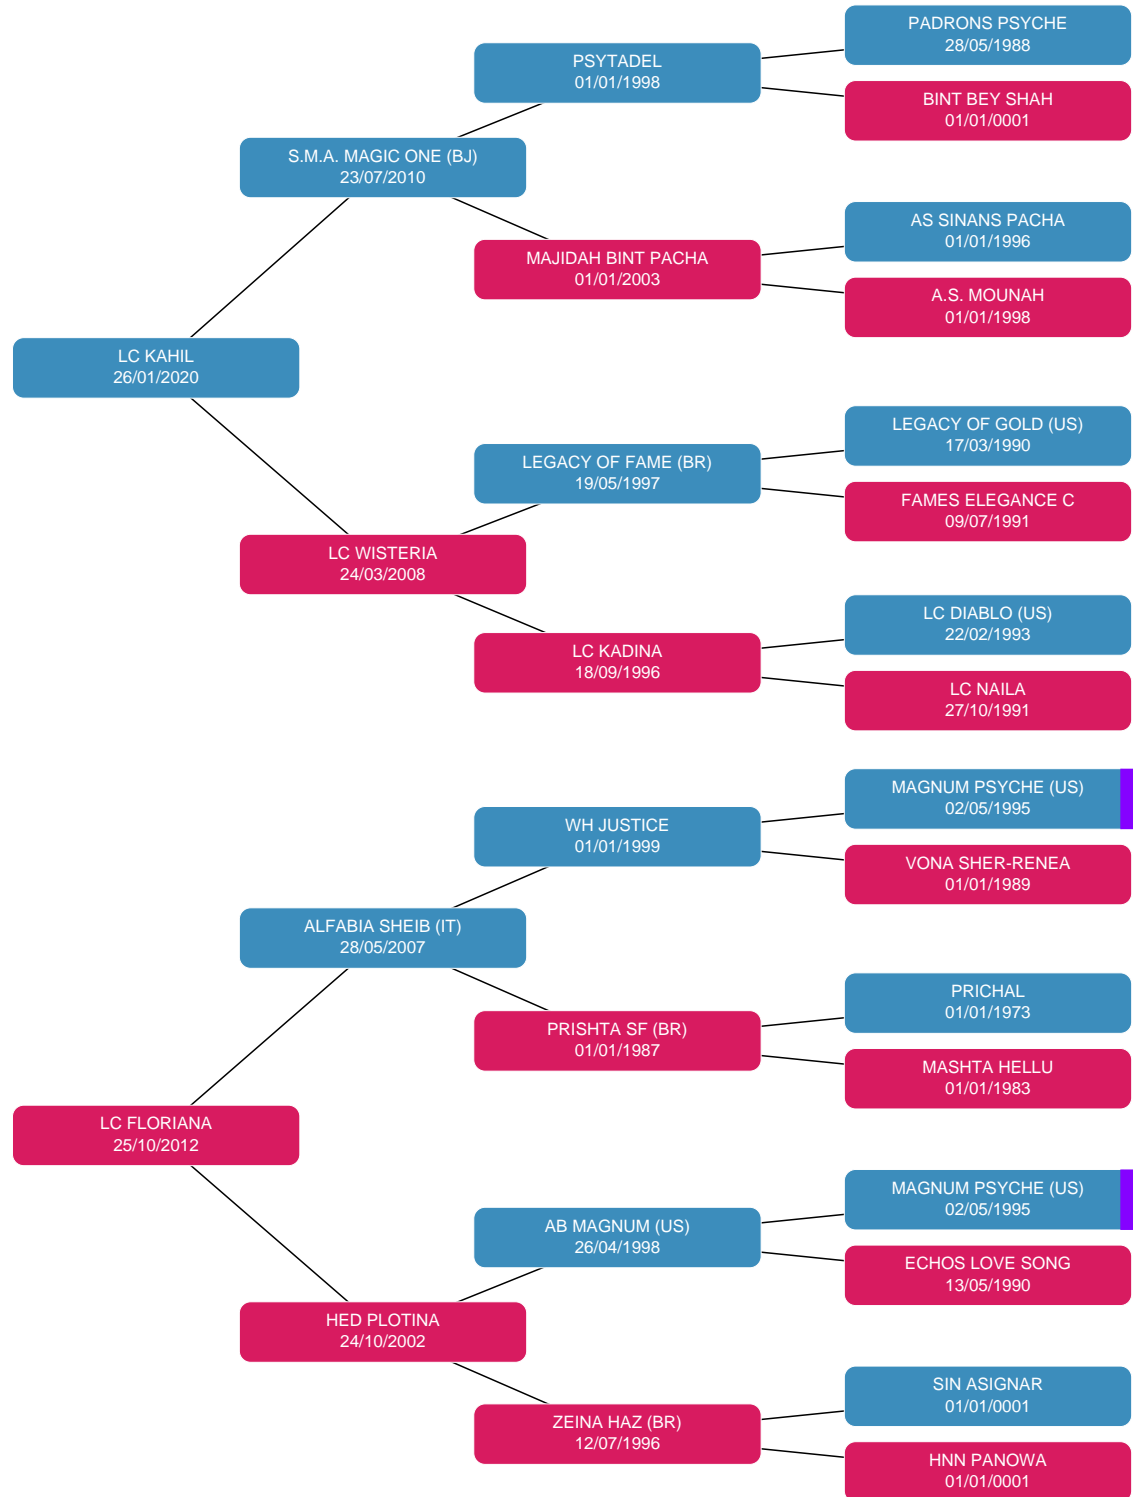 PADRONS PSYCHE
28/05/1988
PSYTADEL
01/01/1998
BINT BEY SHAH
01/01/0001
S.M.A. MAGIC ONE (BJ)
23/07/2010
AS SINANS PACHA
01/01/1996
MAJIDAH BINT PACHA
01/01/2003
A.S. MOUNAH
01/01/1998
LC KAHIL
26/01/2020
LEGACY OF GOLD (US)
17/03/1990
LEGACY OF FAME (BR)
19/05/1997
FAMES ELEGANCE C
09/07/1991
LC WISTERIA
24/03/2008
LC DIABLO (US)
22/02/1993
LC KADINA
18/09/1996
LC NAILA
27/10/1991
MAGNUM PSYCHE (US)
02/05/1995
WH JUSTICE
01/01/1999
VONA SHER-RENEA
01/01/1989
ALFABIA SHEIB (IT)
28/05/2007
PRICHAL
01/01/1973
PRISHTA SF (BR)
01/01/1987
MASHTA HELLU
01/01/1983
LC FLORIANA
25/10/2012
MAGNUM PSYCHE (US)
02/05/1995
AB MAGNUM (US)
26/04/1998
ECHOS LOVE SONG
13/05/1990
HED PLOTINA
24/10/2002
SIN ASIGNAR
01/01/0001
ZEINA HAZ (BR)
12/07/1996
HNN PANOWA
01/01/0001